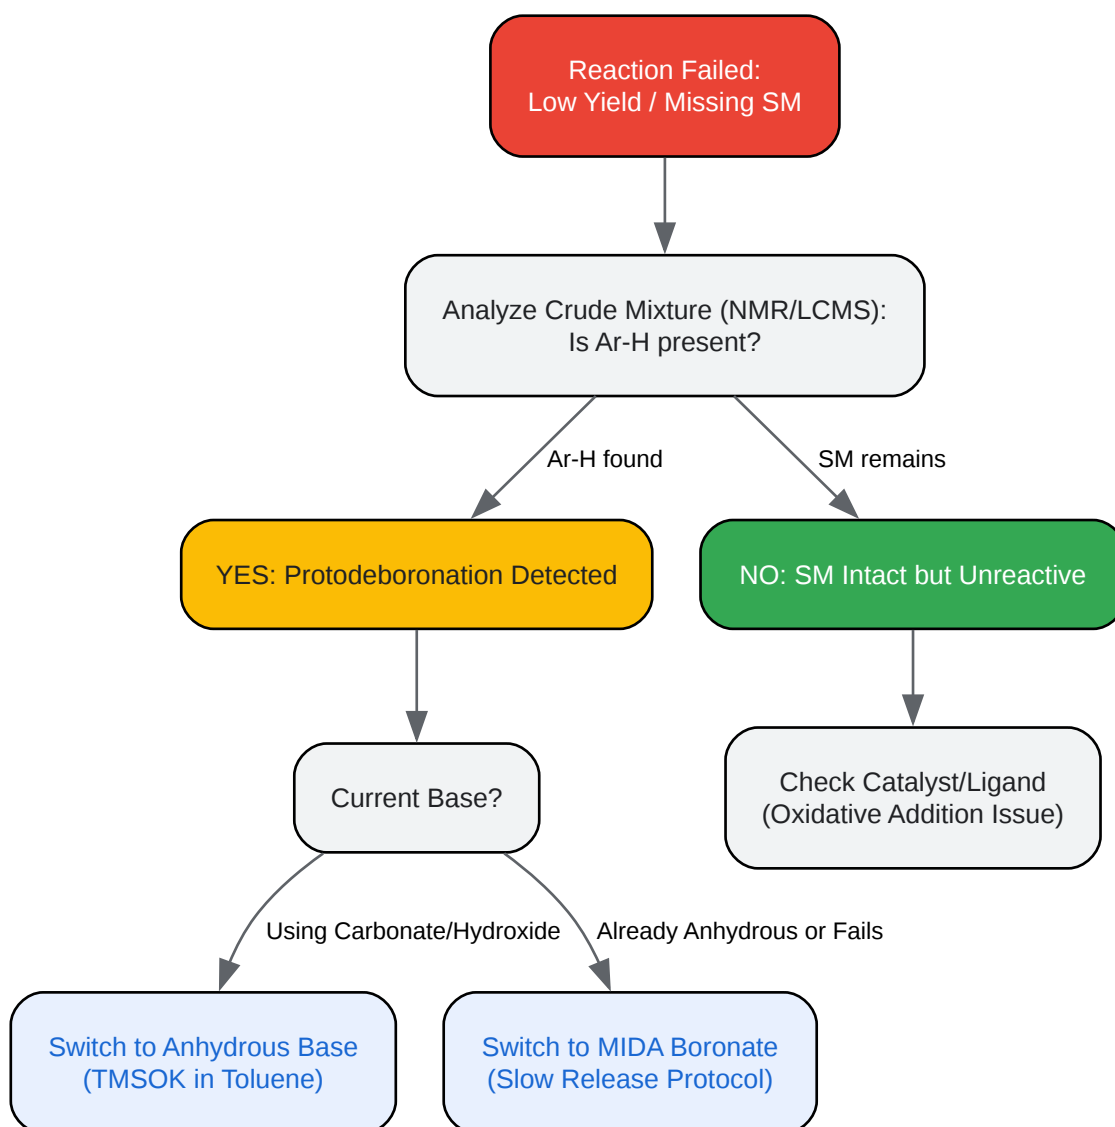 Reaction Failed:
Low Yield / Missing SM
Analyze Crude Mixture (NMR/LCMS):
Is Ar-H present?
Ar-H found
SM remains
YES: Protodeboronation Detected
NO: SM Intact but Unreactive
Current Base?
Check Catalyst/Ligand
(Oxidative Addition Issue)
Using Carbonate/Hydroxide
Already Anhydrous or Fails
Switch to Anhydrous Base
(TMSOK in Toluene)
Switch to MIDA Boronate
(Slow Release Protocol)